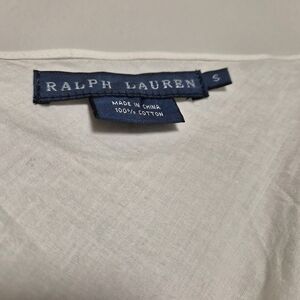 RALPH LAUREN S
MADE IN CHINA
100% COTTON